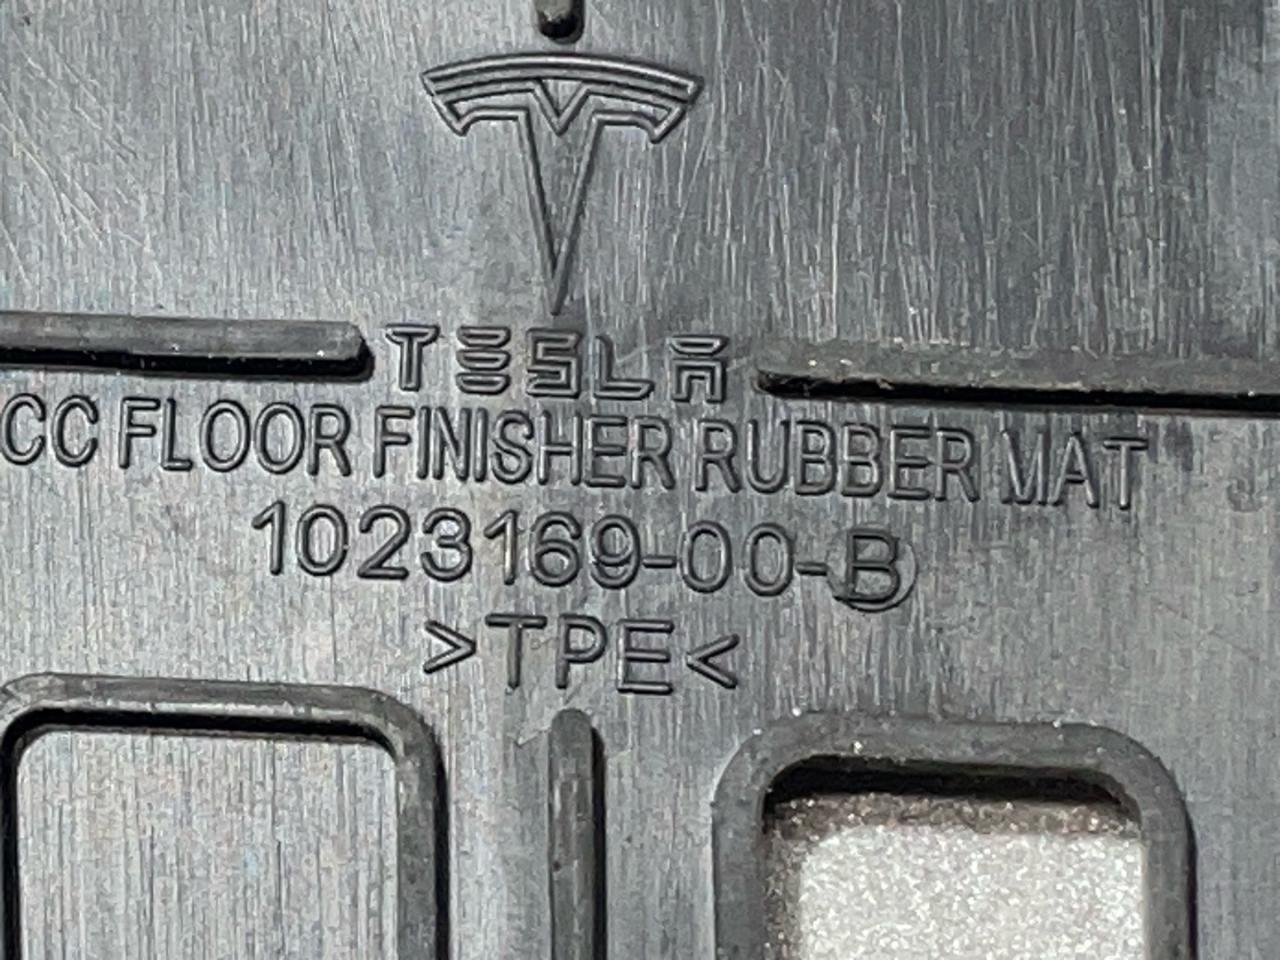 TESLA
CC FLOOR FINISHER RUBBER MAT
1023169-00-B
>TPE<